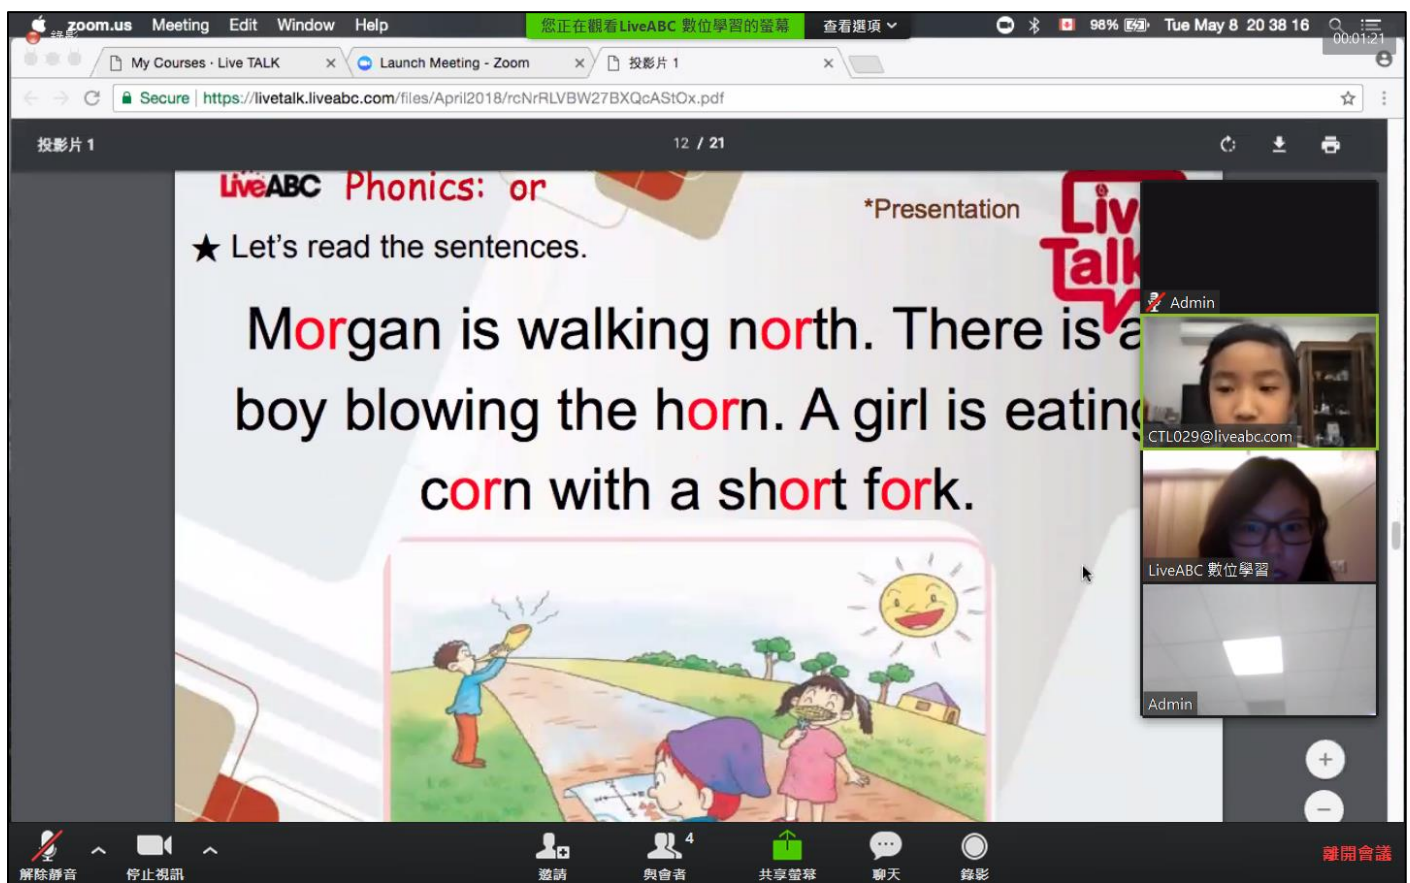 zoom.us Meeting Edit Window Help 您正在觀看LiveABC 數位學習的螢幕 查看選項 98% Tue May 8 20 38 16
錄影
00:01:21
My Courses · Live TALK Launch Meeting - Zoom 投影片 1
Secure https://livetalk.liveabc.com/files/April2018/rcNrRLVBW27BXQcAStOx.pdf
投影片 1 12 / 21
LiveABC Phonics: or
*Presentation
Live Talk
★ Let's read the sentences.
Morgan is walking north. There is a
boy blowing the horn. A girl is eating
corn with a short fork.
Admin
CTL029@liveabc.com
LiveABC 數位學習
Admin
4
解除靜音 停止視訊 邀請 與會者 共享螢幕 聊天 錄影 離開會議